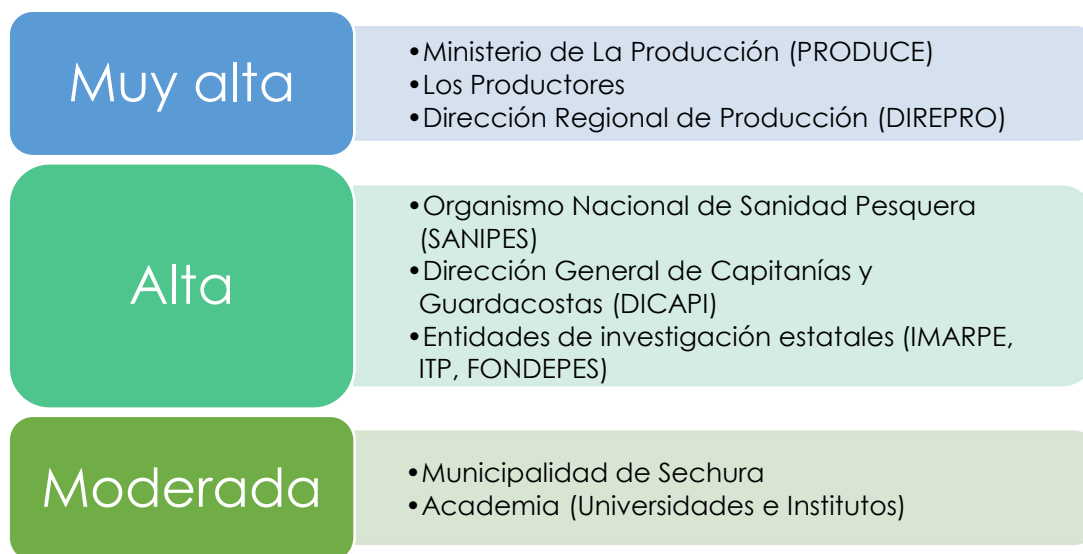 Muy alta
•Ministerio de La Producción (PRODUCE)
•Los Productores
•Dirección Regional de Producción (DIREPRO)
Alta
•Organismo Nacional de Sanidad Pesquera
(SANIPES)
•Dirección General de Capitanías y
Guardacostas (DICAPI)
•Entidades de investigación estatales (IMARPE,
ITP, FONDEPES)
Moderada
•Municipalidad de Sechura
•Academia (Universidades e Institutos)